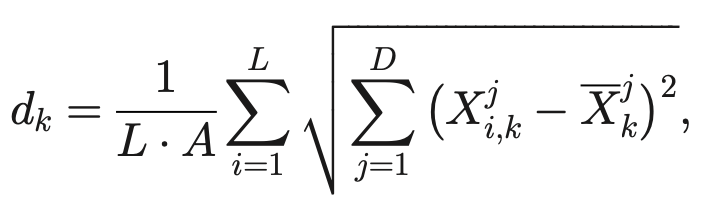 $$d_k = \frac{1}{L \cdot A} \sum_{i=1}^{L} \sqrt{\sum_{j=1}^{D} \left( X_{i,k}^{j} - \overline{X}_{k}^{j} \right)^2},$$